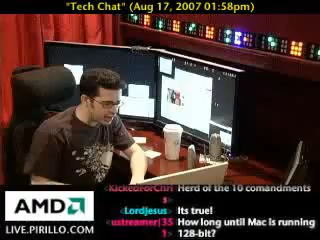 "Tech Chat" (Aug 17, 2007 01:58pm)
<KickedForChri Herd of the 10 comandments
s>
AMD
<LordJesus> Its true!
<ustreamer(35 How long until Mac is running
LIVE.PIRILLO.COM 1> 128-bit?